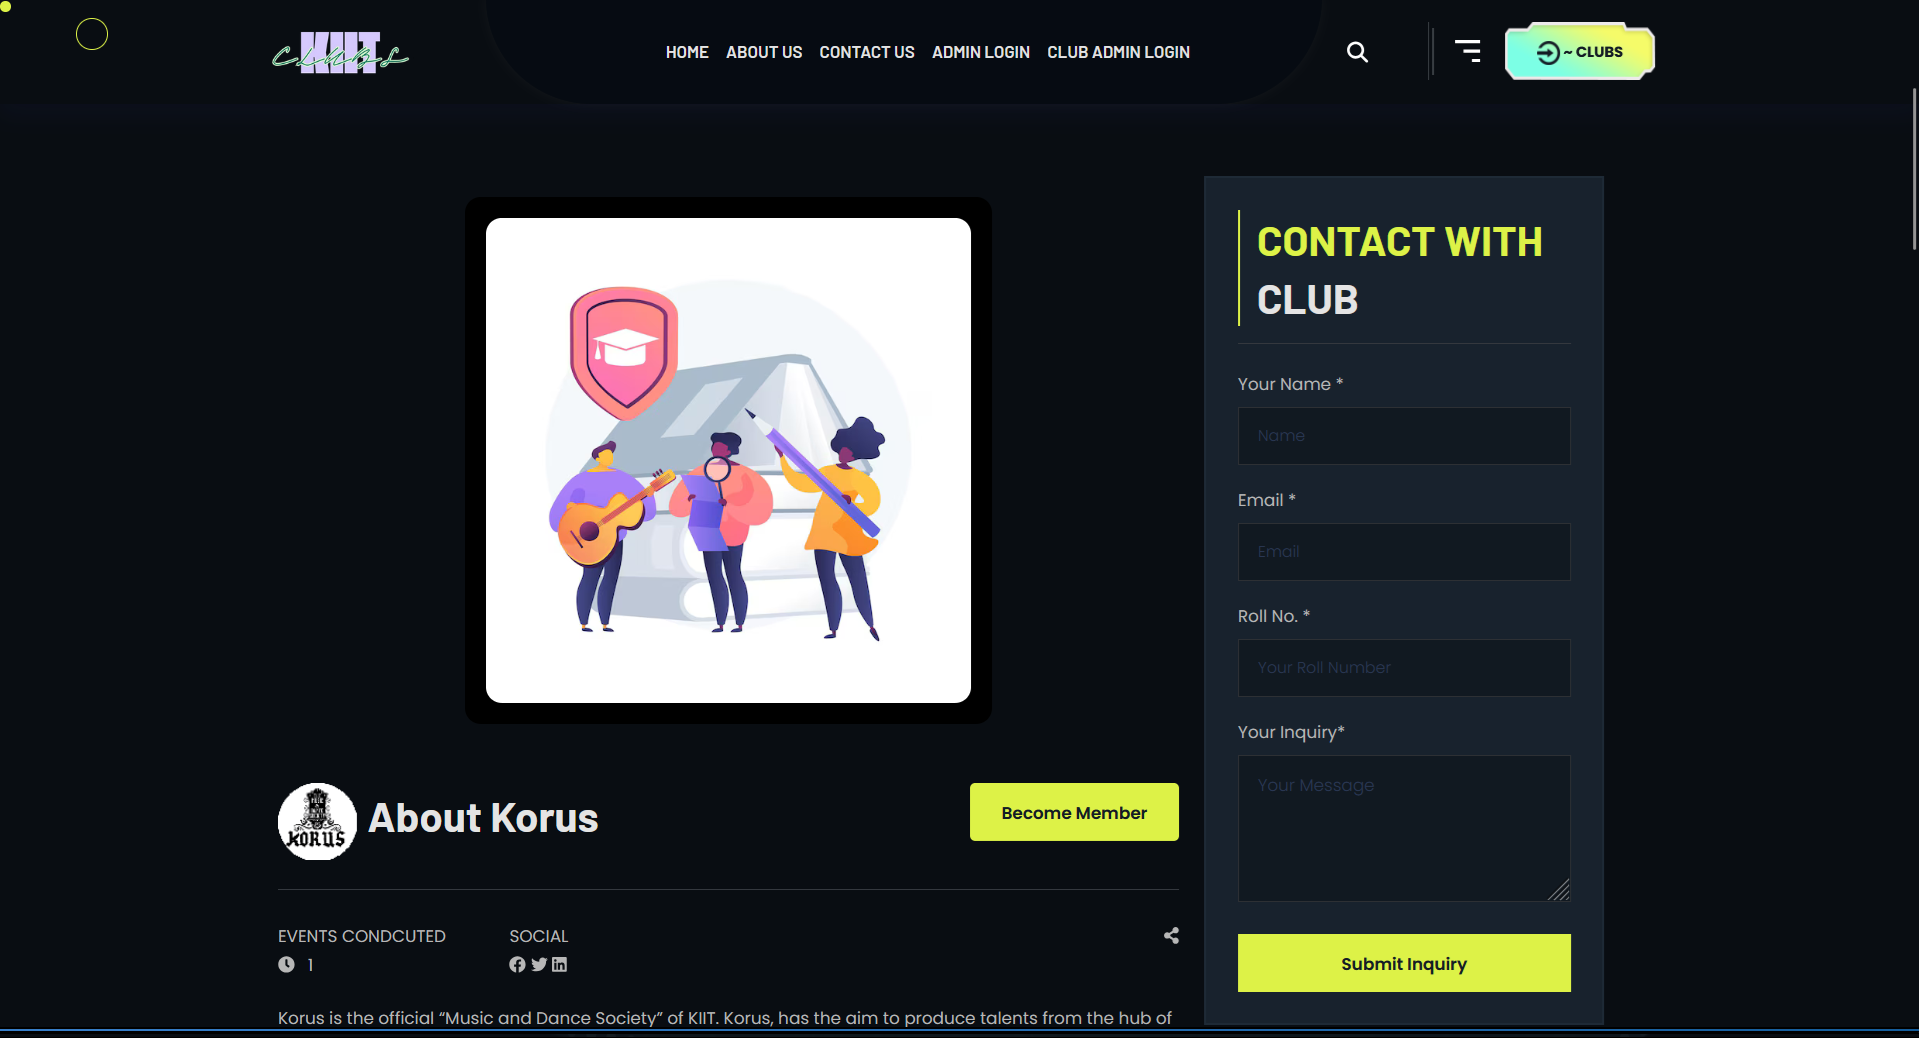 KIIT
CLUBS
HOME ABOUT US CONTACT US ADMIN LOGIN CLUB ADMIN LOGIN
~ CLUBS
CONTACT WITH
CLUB
Your Name *
Name
Email *
Email
Roll No. *
Your Roll Number
Your Inquiry*
Your Message
Submit Inquiry
KORUS
About Korus
Become Member
EVENTS CONDCUTED
1
SOCIAL
Korus is the official “Music and Dance Society” of KIIT. Korus, has the aim to produce talents from the hub of